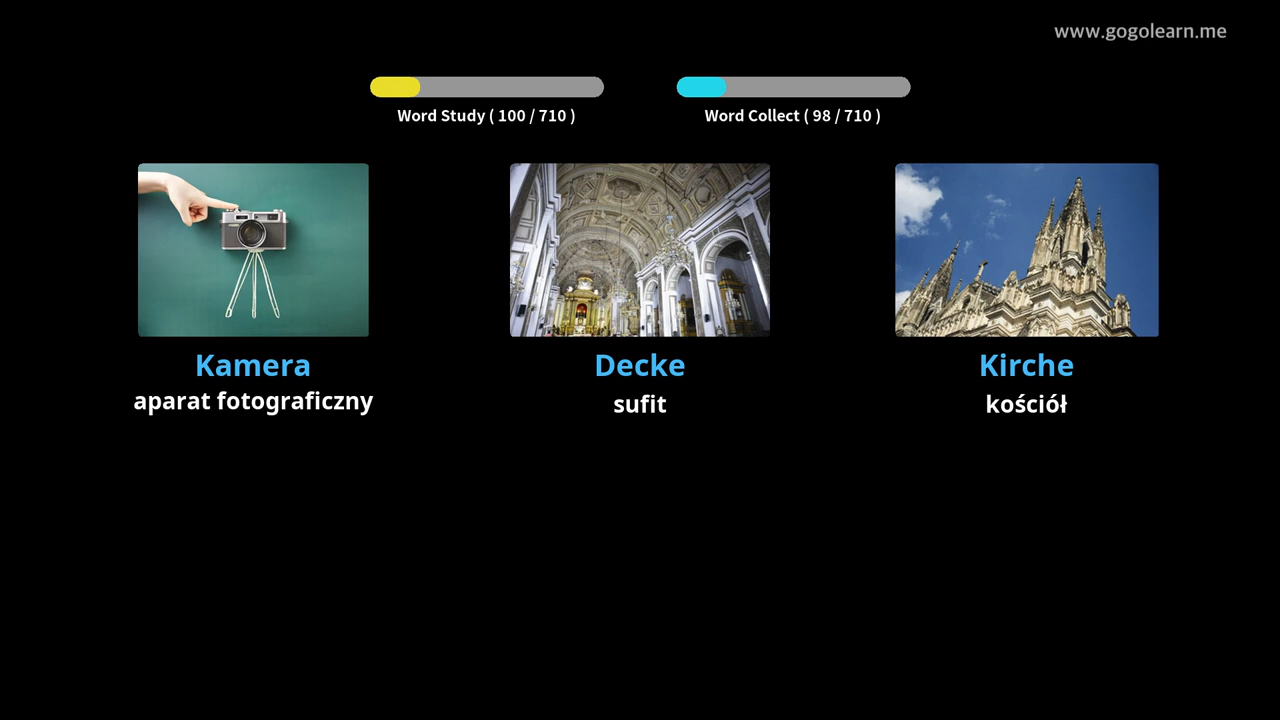 www.gogolearn.me
Word Study ( 100 / 710 )
Word Collect ( 98 / 710 )
Kamera
aparat fotograficzny
Decke
sufit
Kirche
kościół